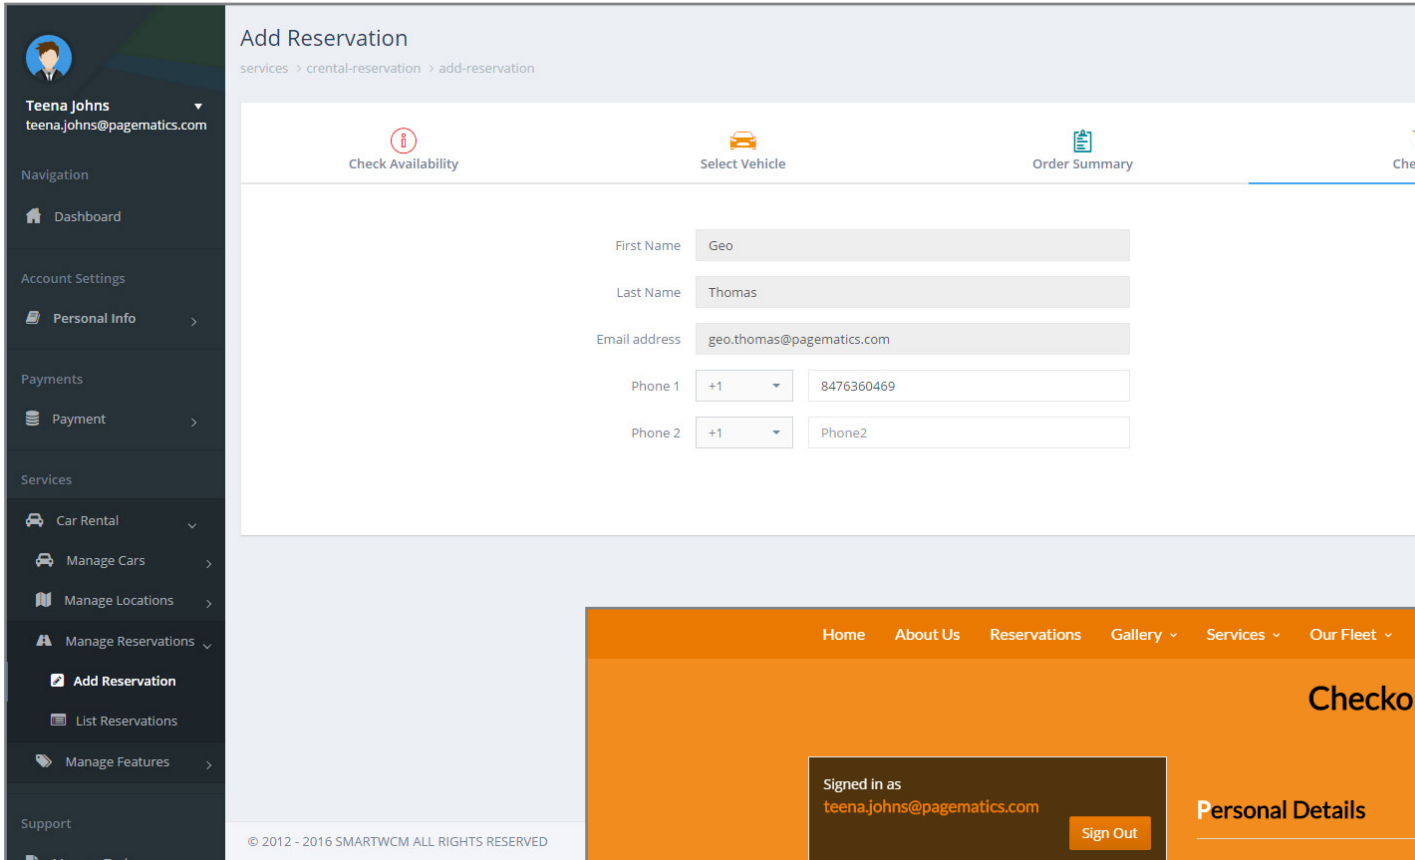 Add Reservation
services > crental-reservation > add-reservation
Teena Johns
teena.johns@pagematics.com
Navigation
Dashboard
Account Settings
Personal Info
Payments
Payment
Services
Car Rental
Manage Cars
Manage Locations
Manage Reservations
Add Reservation
List Reservations
Manage Features
Support
Check Availability
Select Vehicle
Order Summary
Che
First Name Geo
Last Name Thomas
Email address geo.thomas@pagematics.com
Phone 1 +1 8476360469
Phone 2 +1 Phone2
© 2012 - 2016 SMARTWCM ALL RIGHTS RESERVED
Home About Us Reservations Gallery Services Our Fleet
Checko
Signed in as
teena.johns@pagematics.com
Sign Out
Personal Details